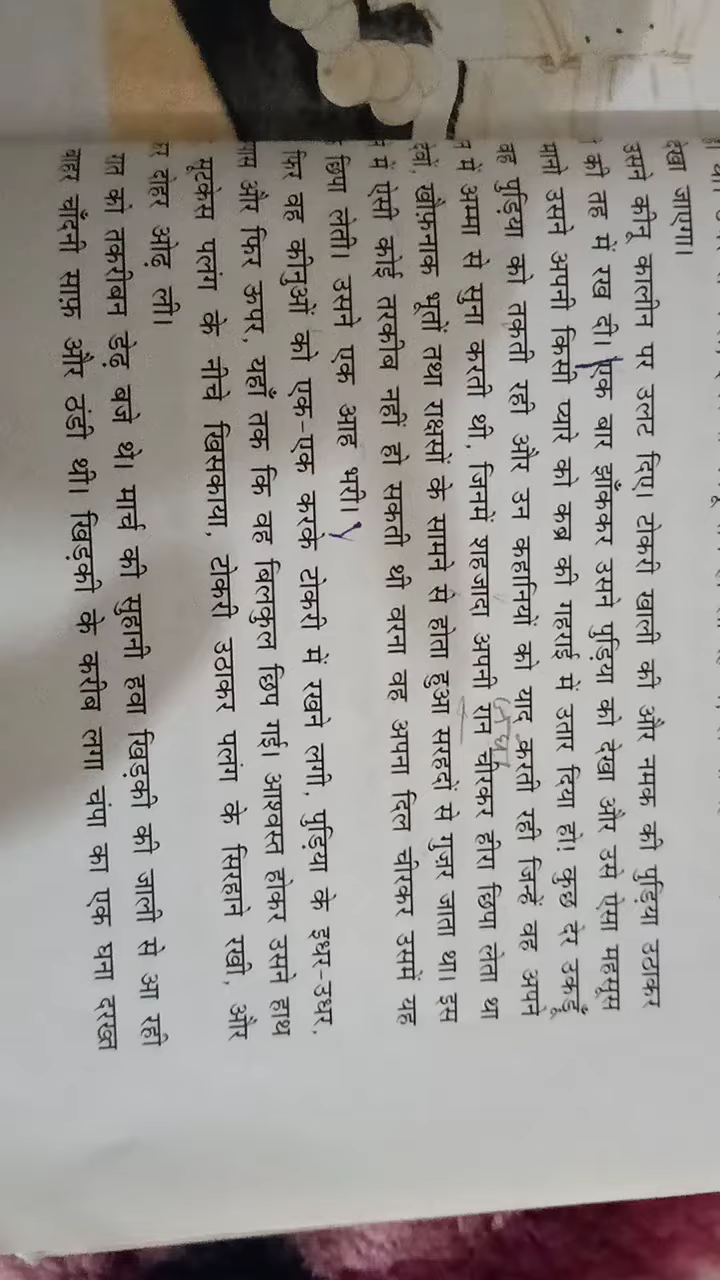 देखा जाएगा।
उसने कीनू कालीन पर उलट दिए। टोकरी खाली की और नमक की पुड़िया उठाकर
की तह में रख दी। एक बार झाँककर उसने पुड़िया को देखा और उसे ऐसा महसूस
मानो उसने अपनी किसी प्यारे को कब्र की गहराई में उतार दिया हो! कुछ देर उकड़ूँ
वह पुड़िया को तकती रही और उन कहानियों को याद करती रही जिन्हें वह अपने
में अम्मा से सुना करती थी, जिनमें शहजादा अपनी रान चीरकर हीरा छिपा लेता था
देवों, खौफ़नाक भूतों तथा राक्षसों के सामने से होता हुआ सरहदों से गुज़र जाता था। इस
में ऐसी कोई तरकीब नहीं हो सकती थी वरना वह अपना दिल चीरकर उसमें यह
छिपा लेती। उसने एक आह भरी।
फिर वह कीनुओं को एक-एक करके टोकरी में रखने लगी, पुड़िया के इधर-उधर,
पास और फिर ऊपर, यहाँ तक कि वह बिलकुल छिप गई। आश्वस्त होकर उसने हाथ
सूटकेस पलंग के नीचे खिसकाया, टोकरी उठाकर पलंग के सिरहाने रखी, और
दोहर ओढ़ ली।
रात को तकरीबन डेढ़ बजे थे। मार्च की सुहानी हवा खिड़की की जाली से आ रही
बाहर चाँदनी साफ़ और ठंडी थी। खिड़की के करीब लगा चंपा का एक घना दरख्त